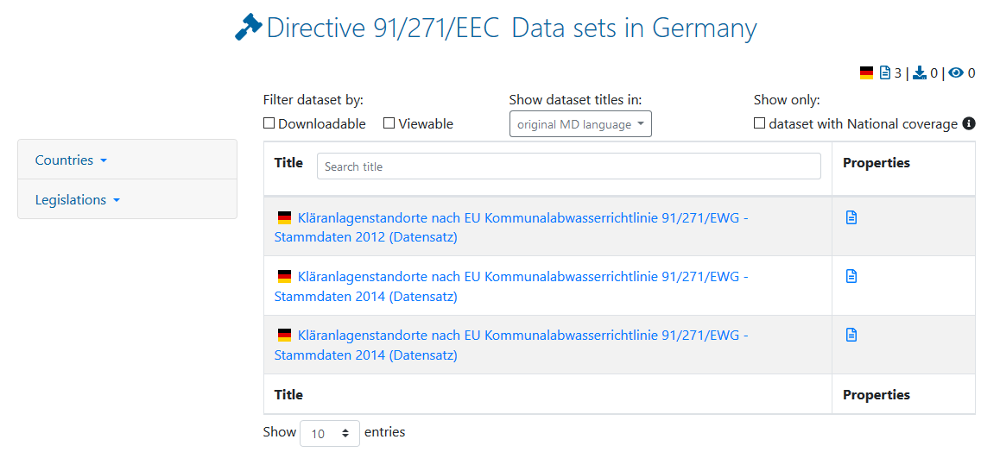 Directive 91/271/EEC Data sets in Germany
3 | 0 | 0
Filter dataset by:
Downloadable Viewable
Show dataset titles in:
original MD language
Show only:
dataset with National coverage
Countries
Legislations
Title Search title Properties
Kläranlagenstandorte nach EU Kommunalabwasserrichtlinie 91/271/EWG -
Stammdaten 2012 (Datensatz)
Kläranlagenstandorte nach EU Kommunalabwasserrichtlinie 91/271/EWG -
Stammdaten 2014 (Datensatz)
Kläranlagenstandorte nach EU Kommunalabwasserrichtlinie 91/271/EWG -
Stammdaten 2014 (Datensatz)
Title Properties
Show 10 entries